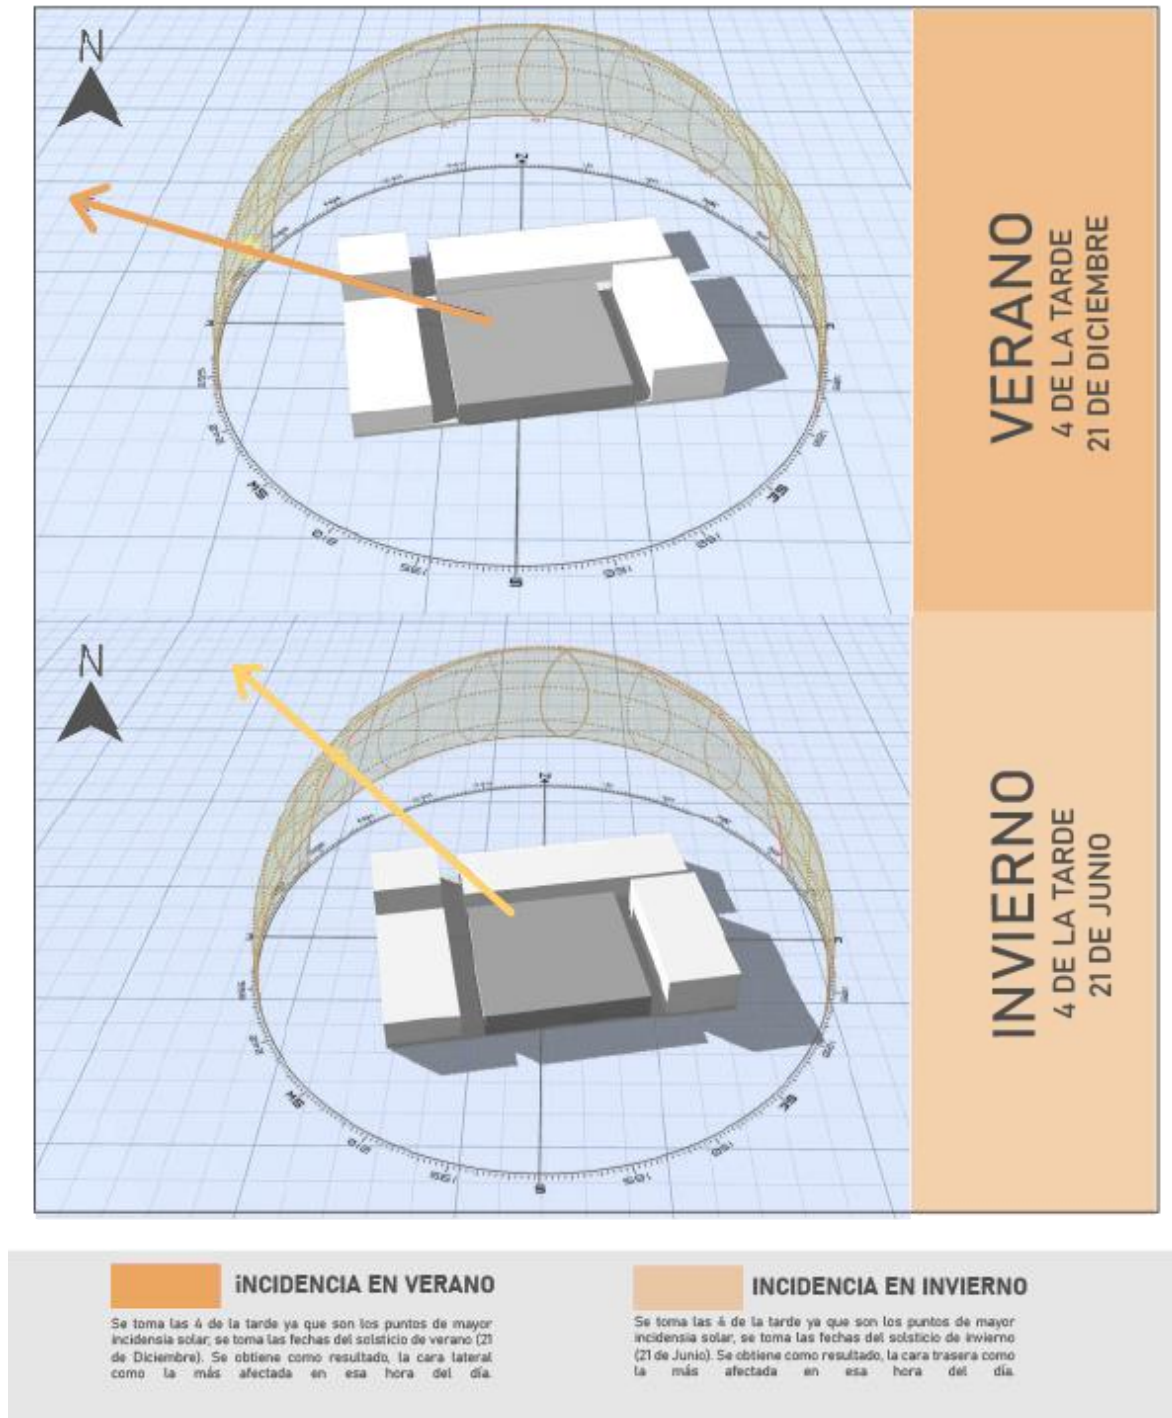 N
VERANO
4 DE LA TARDE
21 DE DICIEMBRE
N
SW
SE
S
N
INVIERNO
4 DE LA TARDE
21 DE JUNIO
N
SW
SE
S
iNCIDENCIA EN VERANO
Se toma las 4 de la tarde ya que son los puntos de mayor
incidensia solar, se toma las fechas del solsticio de verano (21
de Diciembre). Se obtiene como resultado, la cara lateral
como la más afectada en esa hora del día.
INCIDENCIA EN INVIERNO
Se toma las 4 de la tarde ya que son los puntos de mayor
incidensia solar, se toma las fechas del solsticio de invierno
(21 de Junio). Se obtiene como resultado, la cara trasera como
la más afectada en esa hora del día.